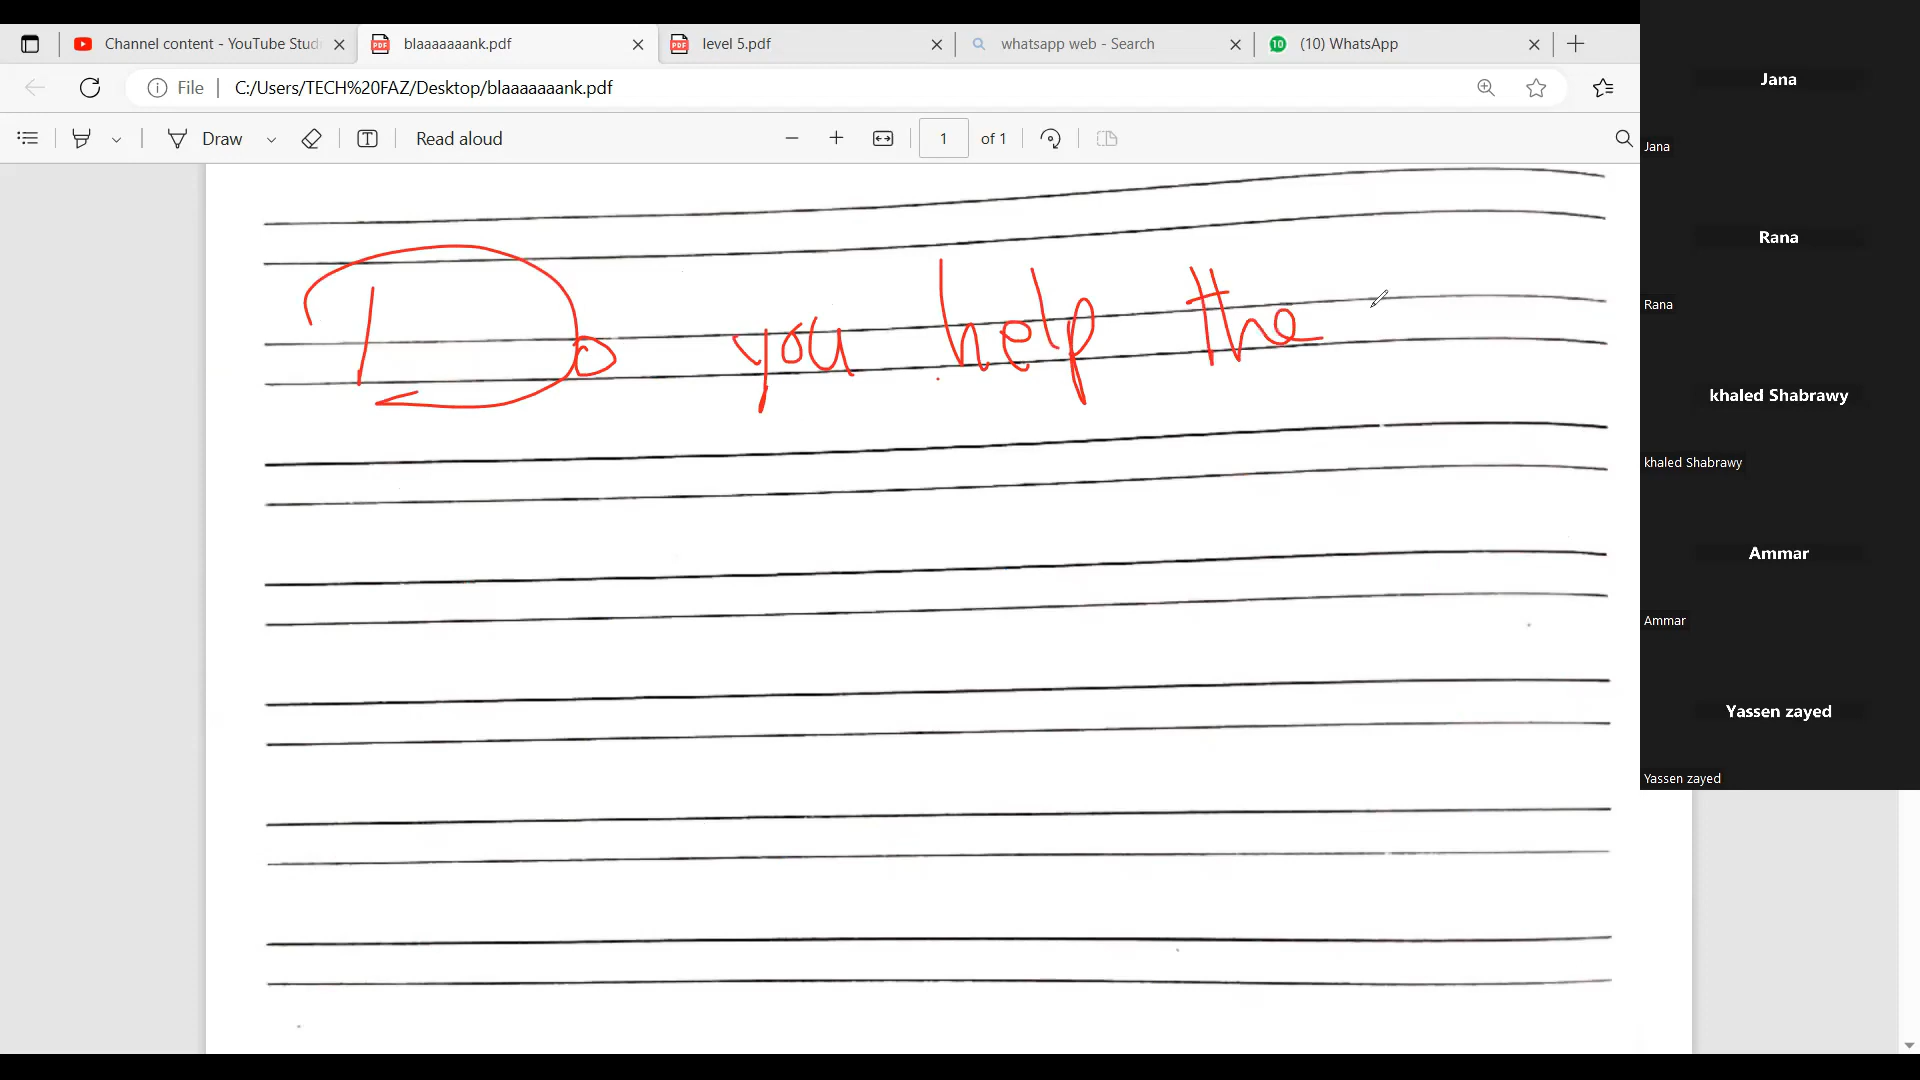 Channel content - YouTube Stud
blaaaaaaank.pdf
level 5.pdf
whatsapp web - Search
10
(10) WhatsApp
File
C:/Users/TECH%20FAZ/Desktop/blaaaaaaank.pdf
Draw
Read aloud
1
of 1
Do you help the
Jana
Jana
Rana
Rana
khaled Shabrawy
khaled Shabrawy
Ammar
Ammar
Yassen zayed
Yassen zayed